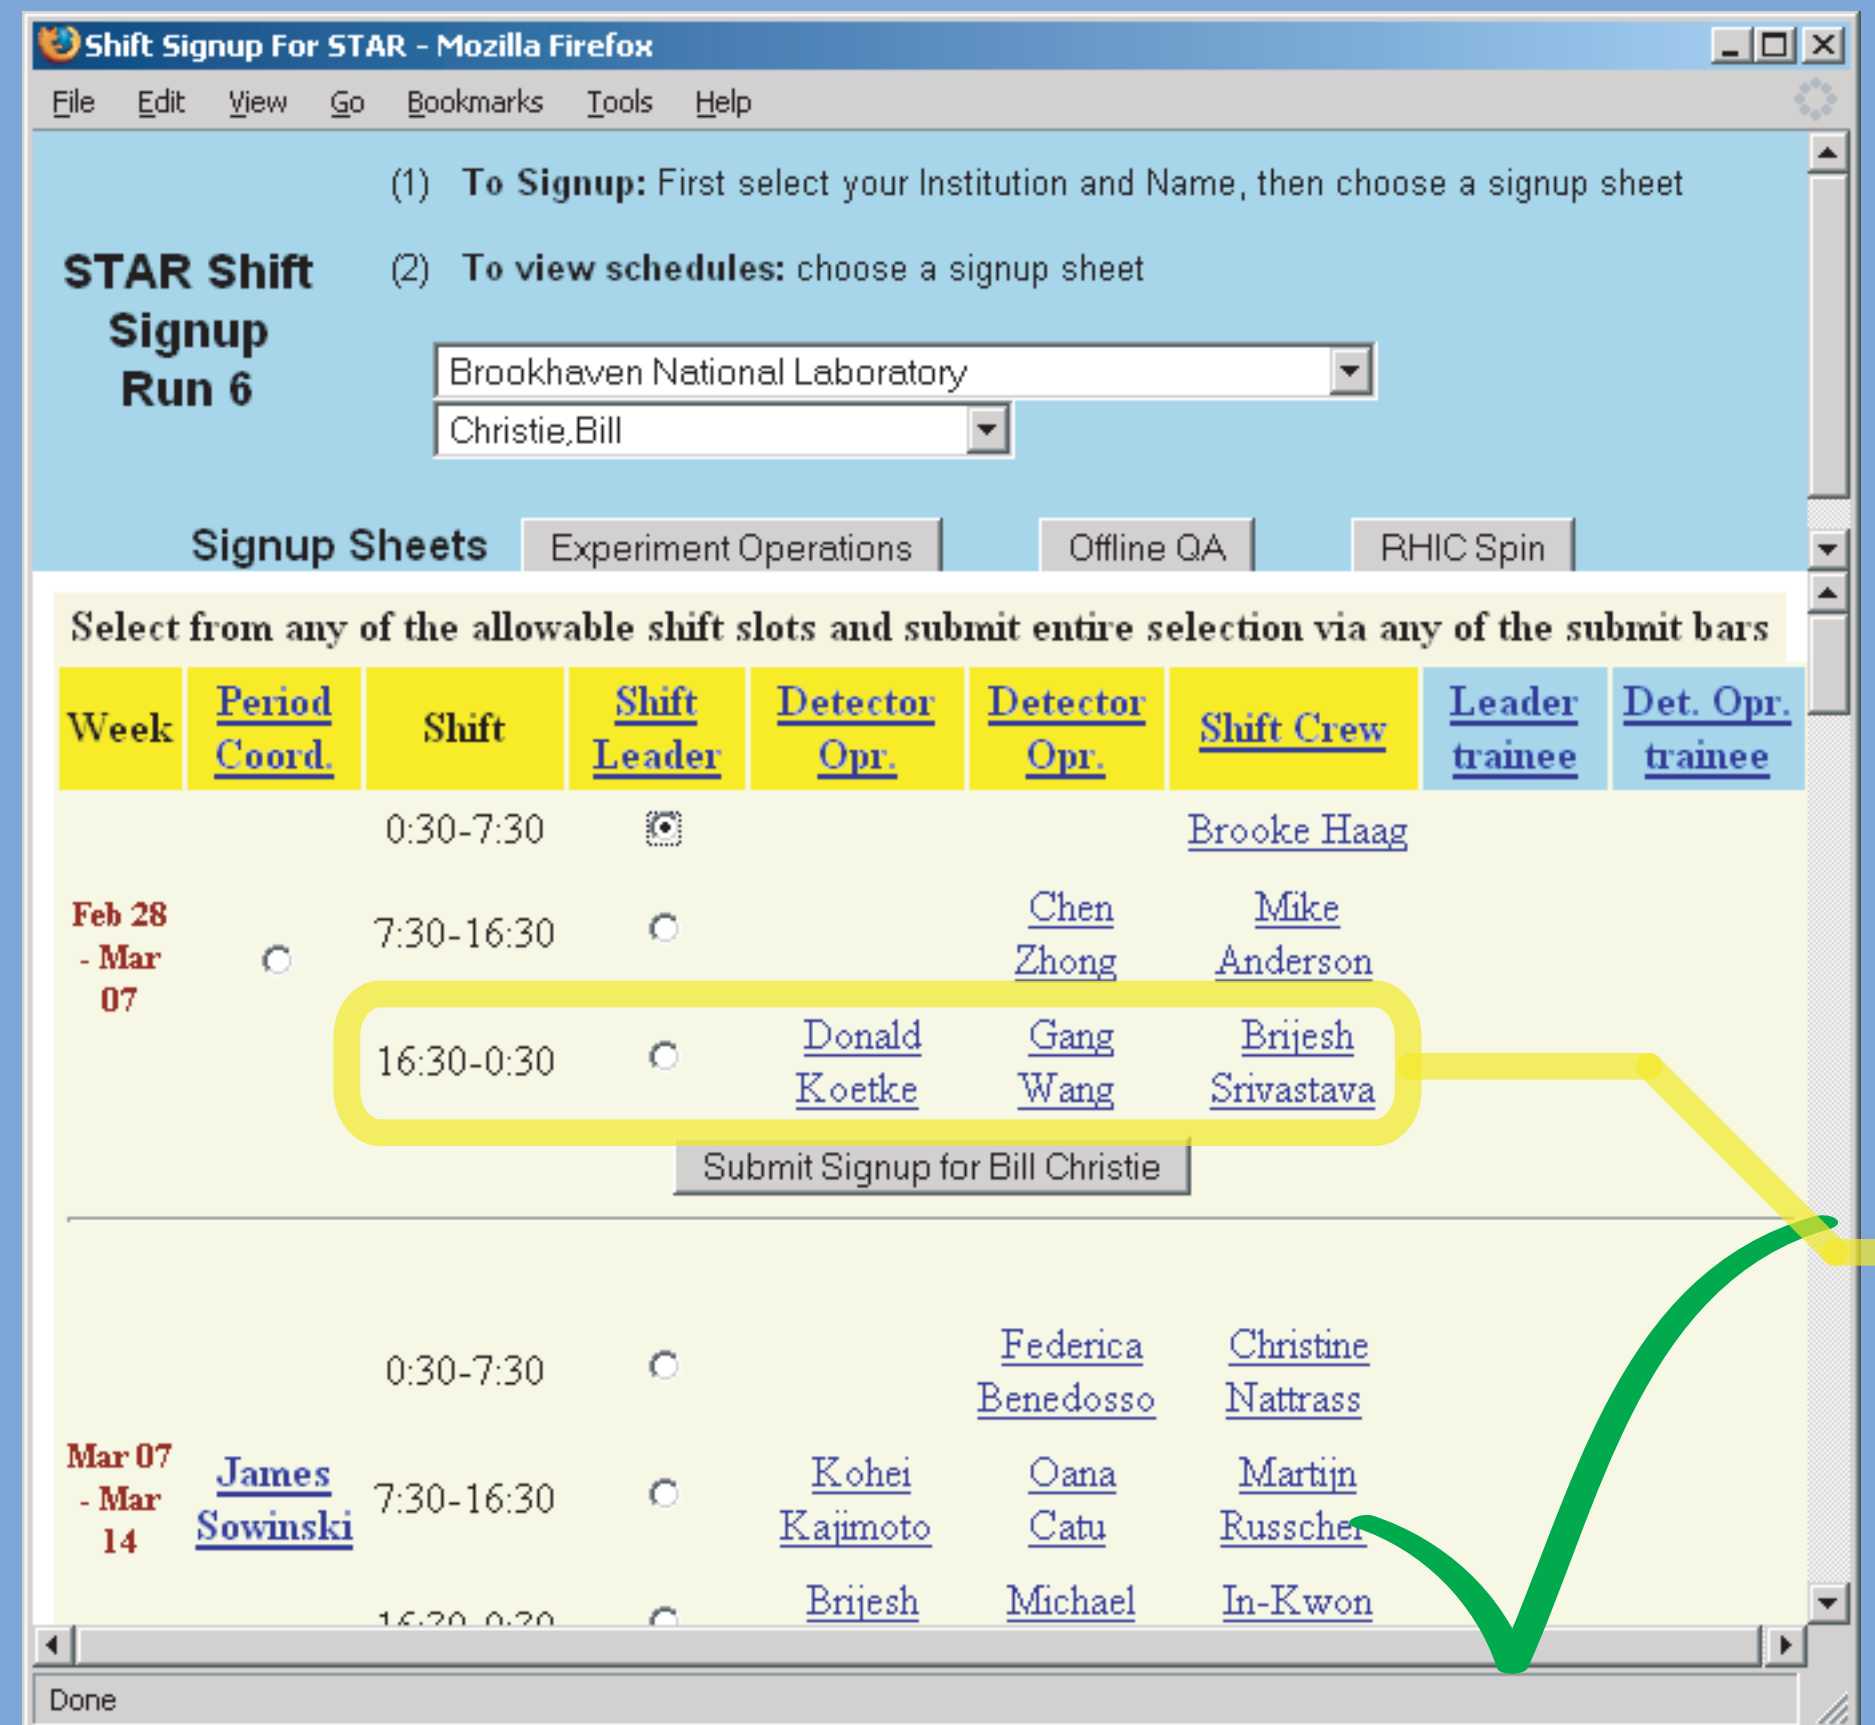 Shift Signup For STAR - Mozilla Firefox
File Edit View Go Bookmarks Tools Help
(1) To Signup: First select your Institution and Name, then choose a signup sheet
(2) To view schedules: choose a signup sheet
STAR Shift
Signup
Run 6
Brookhaven National Laboratory
Christie,Bill
Signup Sheets Experiment Operations Offline QA RHIC Spin
Select from any of the allowable shift slots and submit entire selection via any of the submit bars
Week Period Coord. Shift Shift Leader Detector Opr. Detector Opr. Shift Crew Leader trainee Det. Opr. trainee
Feb 28 - Mar 07
0:30-7:30 Brooke Haag
7:30-16:30 Chen Zhong Mike Anderson
16:30-0:30 Donald Koetke Gang Wang Brijesh Srivastava
Submit Signup for Bill Christie
Mar 07 - Mar 14 James Sowinski
0:30-7:30 Federica Benedosso Christine Nattrass
7:30-16:30 Kohei Kajimoto Oana Catu Martijn Russcher
16:30-0:30 Brijesh Michael In-Kwon
Done